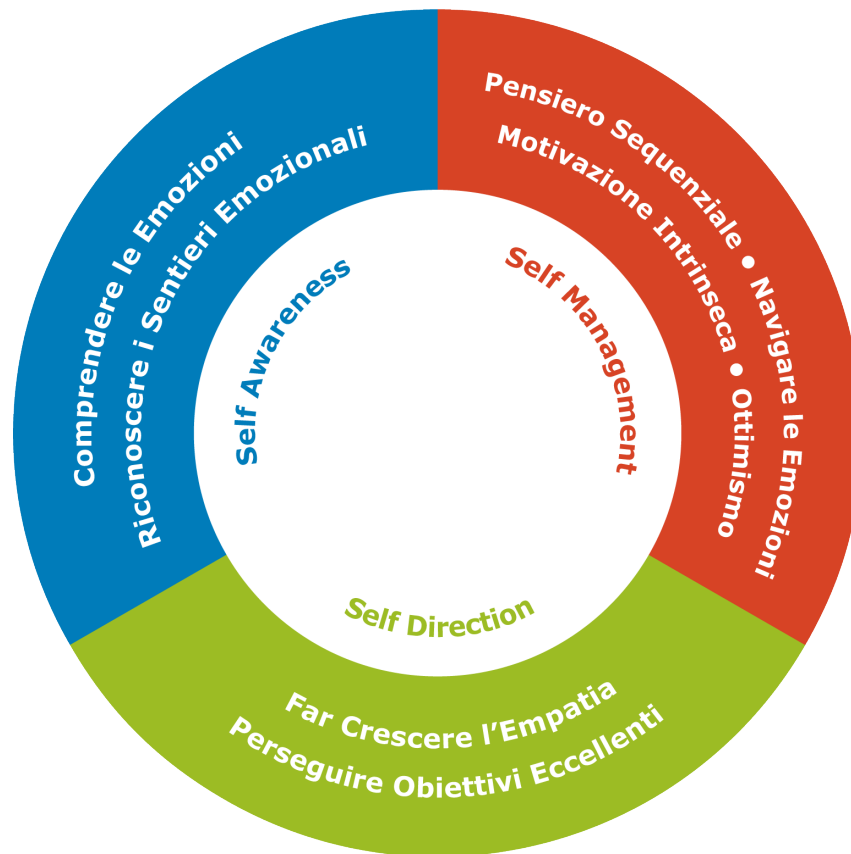 Comprendere le Emozioni
Riconoscere i Sentieri Emozionali
Self Awareness
Pensiero Sequenziale • Navigare le Emozioni
Motivazione Intrinseca • Ottimismo
Self Management
Self Direction
Far Crescere l’Empatia
Perseguire Obiettivi Eccellenti